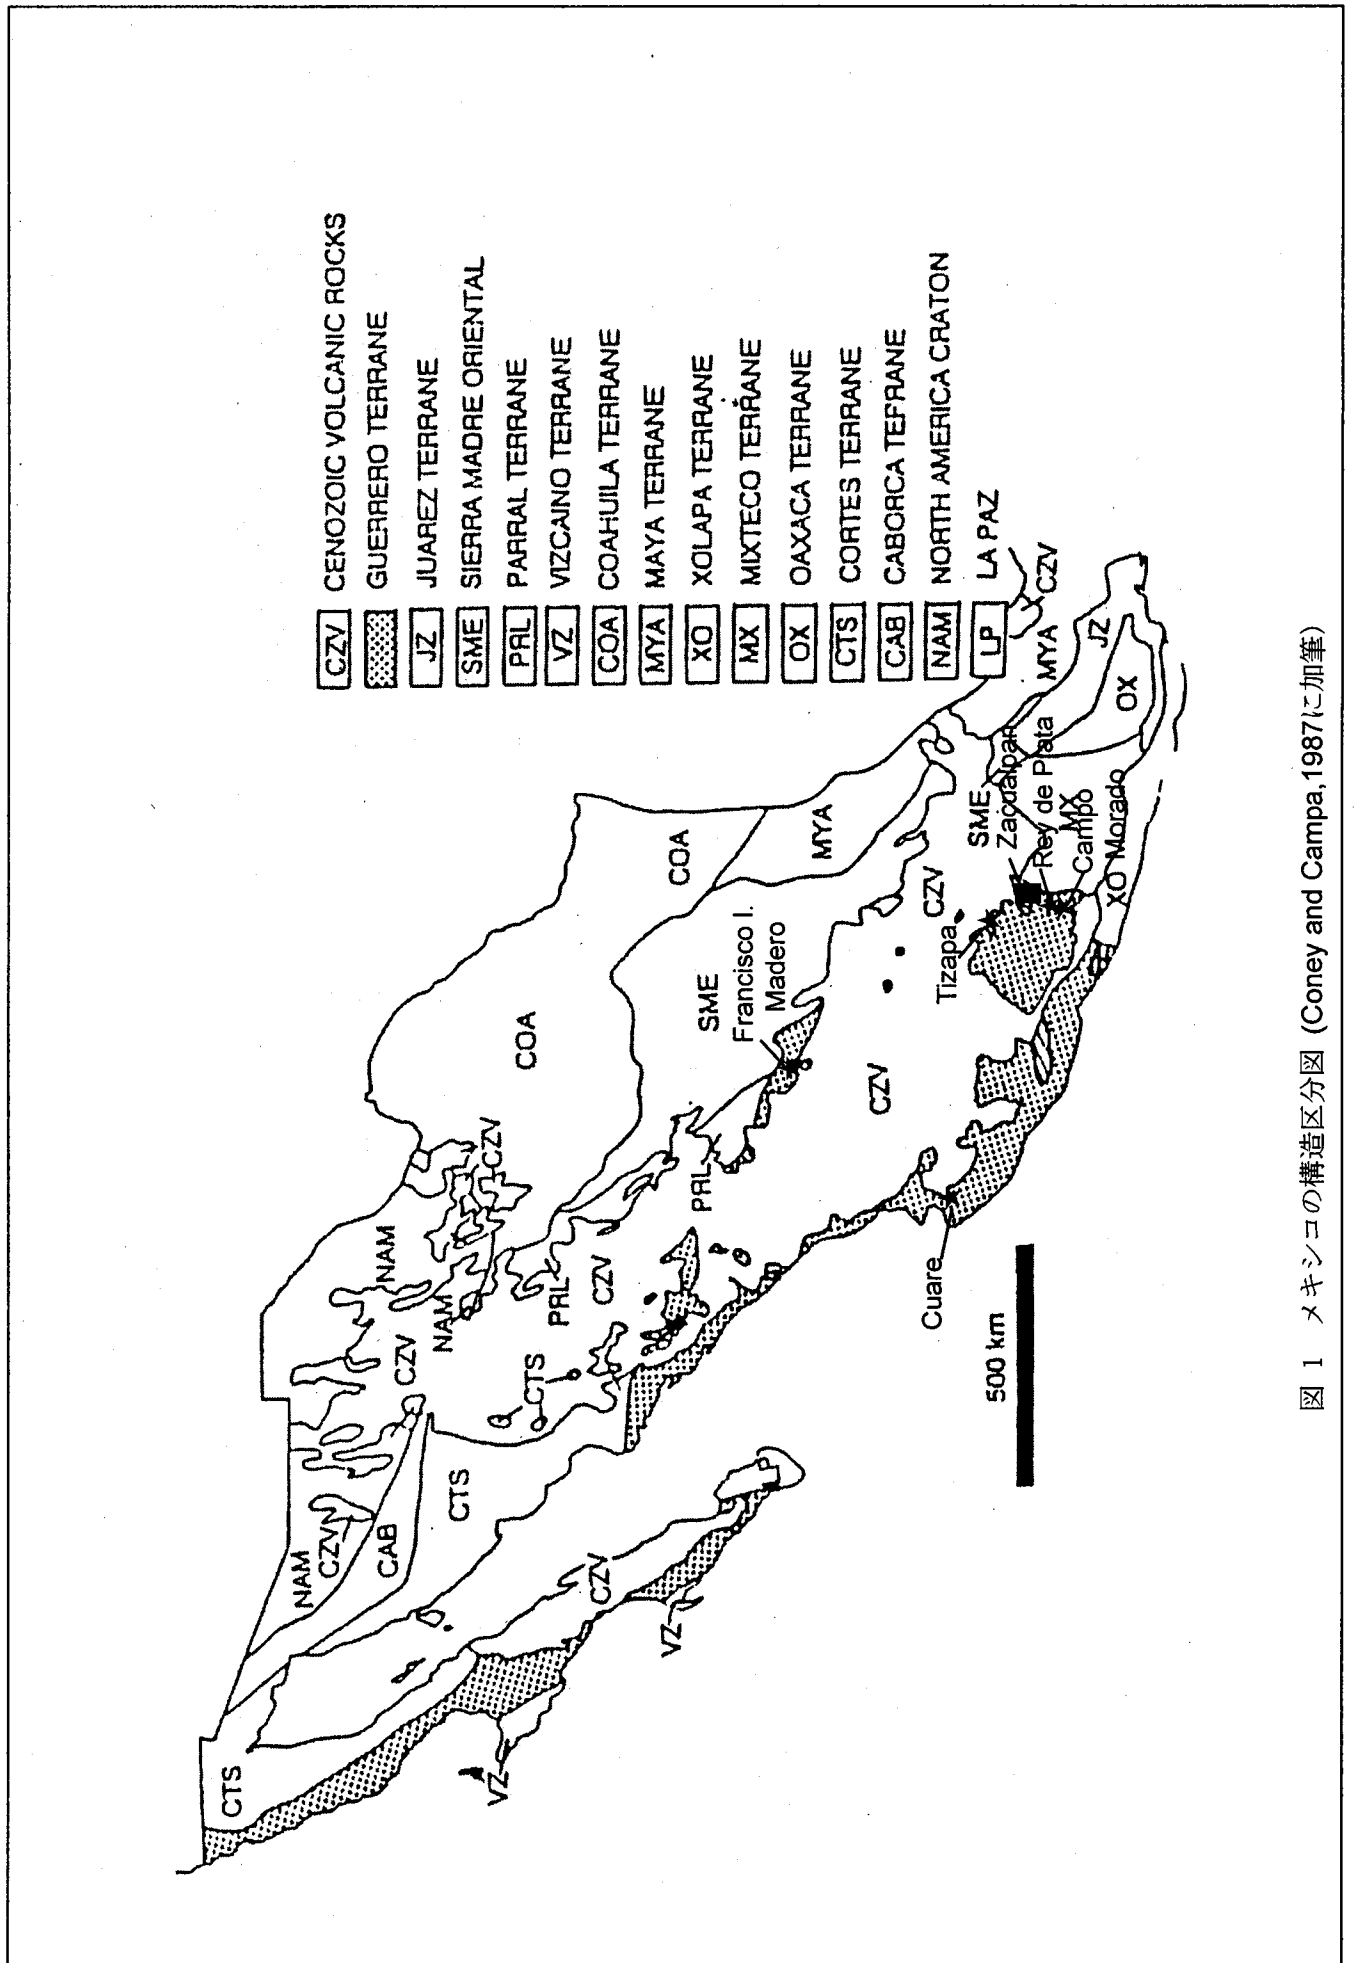 CZV CENOZOIC VOLCANIC ROCKS
GUERRERO TERRANE
JZ JUAREZ TERRANE
SME SIERRA MADRE ORIENTAL
PRL PARRAL TERRANE
VZ VIZCAINO TERRANE
COA COAHUILA TERRANE
MYA MAYA TERRANE
XO XOLAPA TERRANE
MX MIXTECO TERRANE
OX OAXACA TERRANE
CTS CORTES TERRANE
CAB CABORCA TEFRANE
NAM NORTH AMERICA CRATON
LP LA PAZ
CTS
NAM
CZV
CAB
CTS
CZV
NAM
NAM
CZV
COA
COA
CTS
PRL
CZV
PRL
SME
Francisco I.
Madero
MYA
CZV
CZV
CZV
VZ
VZ
LP
SME
Zacualpan
Rey de Plata
MX
Campo
Morado
XO
Tizapa
Cuare
MYA
CZV
JZ
OX
500 km
図 1 メキシコの構造区分図 (Coney and Campa,1987に加筆)